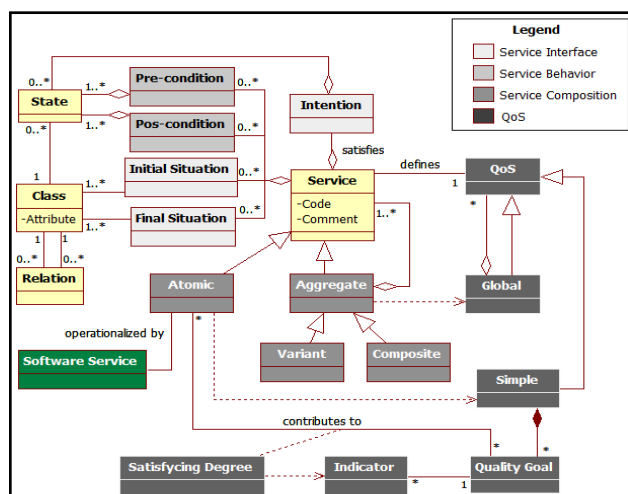 Legend
Service Interface
Service Behavior
Service Composition
QoS
0..*
1..*
Pre-condition
0..*
State
Intention
1..*
Pos-condition
0..*
0..*
satisfies
Initial Situation
0..*
Service
defines
QoS
1
1..*
1
Class
-Attribute
-Code
-Comment
1..*
*
Final Situation
0..*
1..*
1
1
0..*
0..*
Relation
Atomic
Aggregate
Global
*
operationalized by
Software Service
Variant
Composite
Simple
contributes to
*
*
Satisfycing Degree
Indicator
Quality Goal
*
1